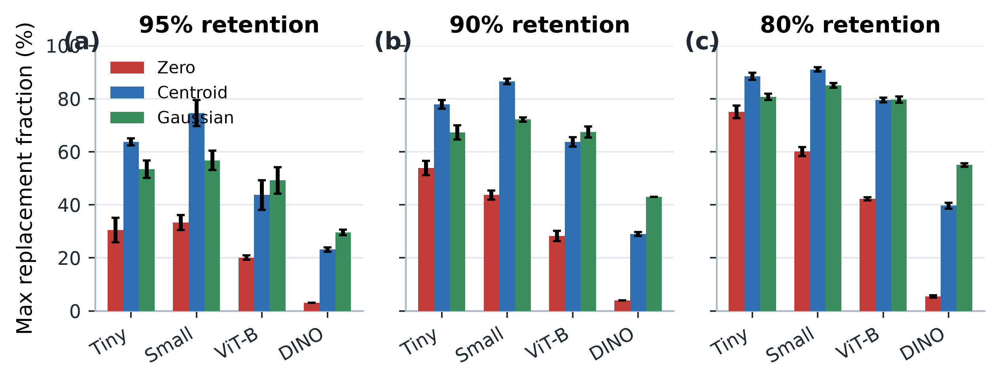 95% retention
90% retention
80% retention
(a)
(b)
(c)
Max replacement fraction (%)
100
80
60
40
20
0
Zero
Centroid
Gaussian
Tiny
Small
ViT-B
DINO
Tiny
Small
ViT-B
DINO
Tiny
Small
ViT-B
DINO